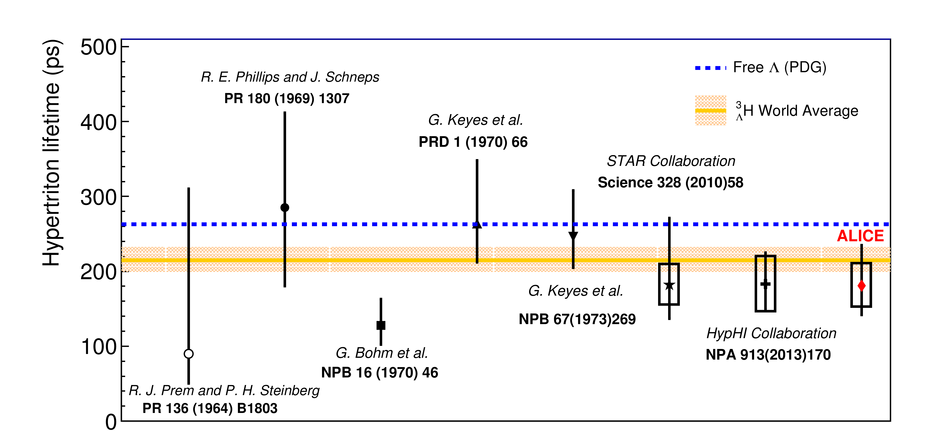 Hypertriton lifetime (ps)
500
400
300
200
100
0
R. E. Phillips and J. Schneps
PR 180 (1969) 1307
G. Keyes et al.
PRD 1 (1970) 66
STAR Collaboration
Science 328 (2010)58
Free Λ (PDG)
³ΛH World Average
ALICE
G. Keyes et al.
NPB 67(1973)269
HypHI Collaboration
NPA 913(2013)170
G. Bohm et al.
NPB 16 (1970) 46
R. J. Prem and P. H. Steinberg
PR 136 (1964) B1803